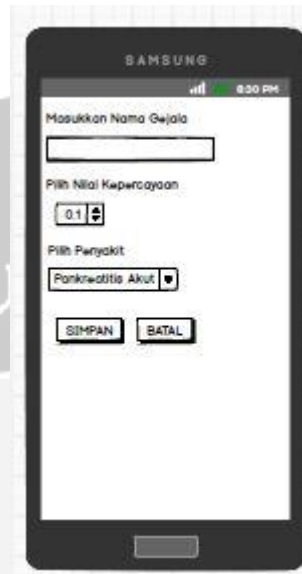 SAMSUNG
8:30 PM
Masukkan Nama Gejala
Pilih Nilai Kepercayaan
0.1
Pilih Penyakit
Pankreatitis Akut
SIMPAN BATAL